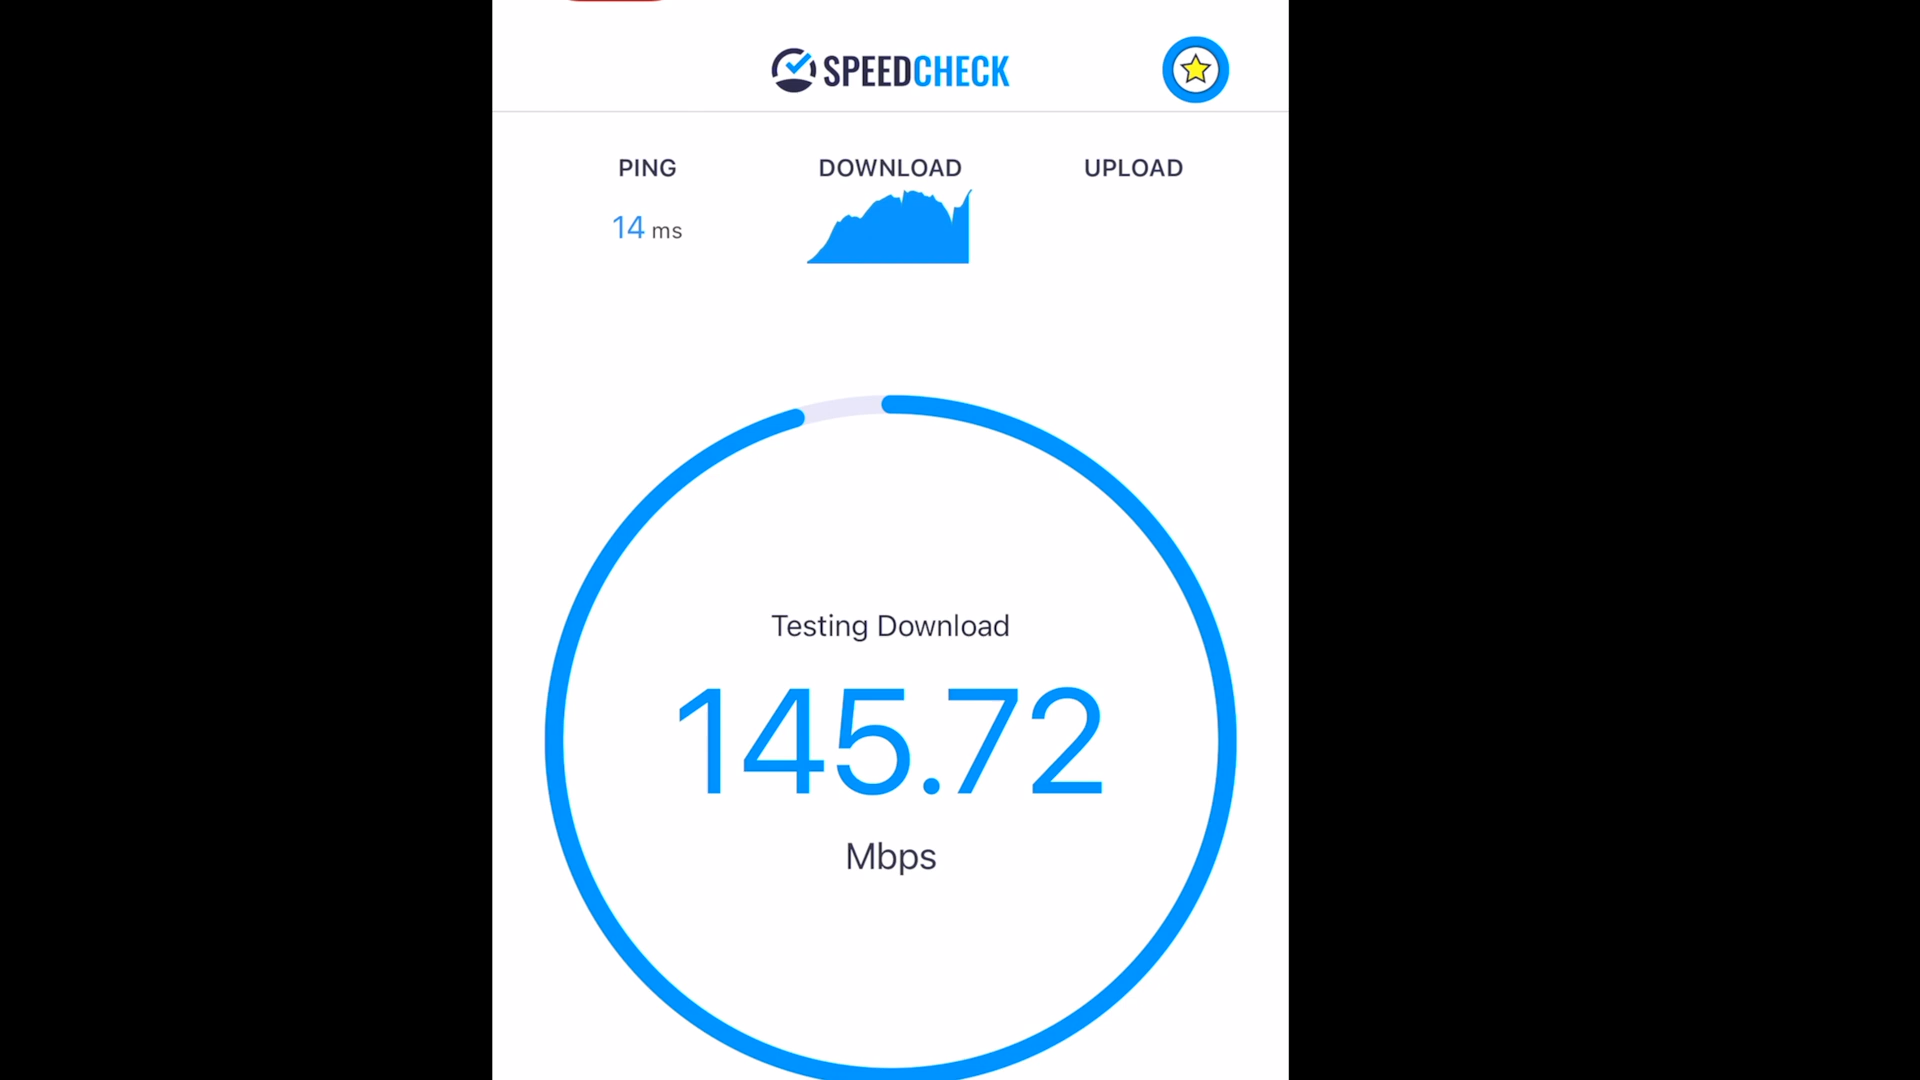 SPEEDCHECK
PING DOWNLOAD UPLOAD
14 ms
Testing Download
145.72
Mbps